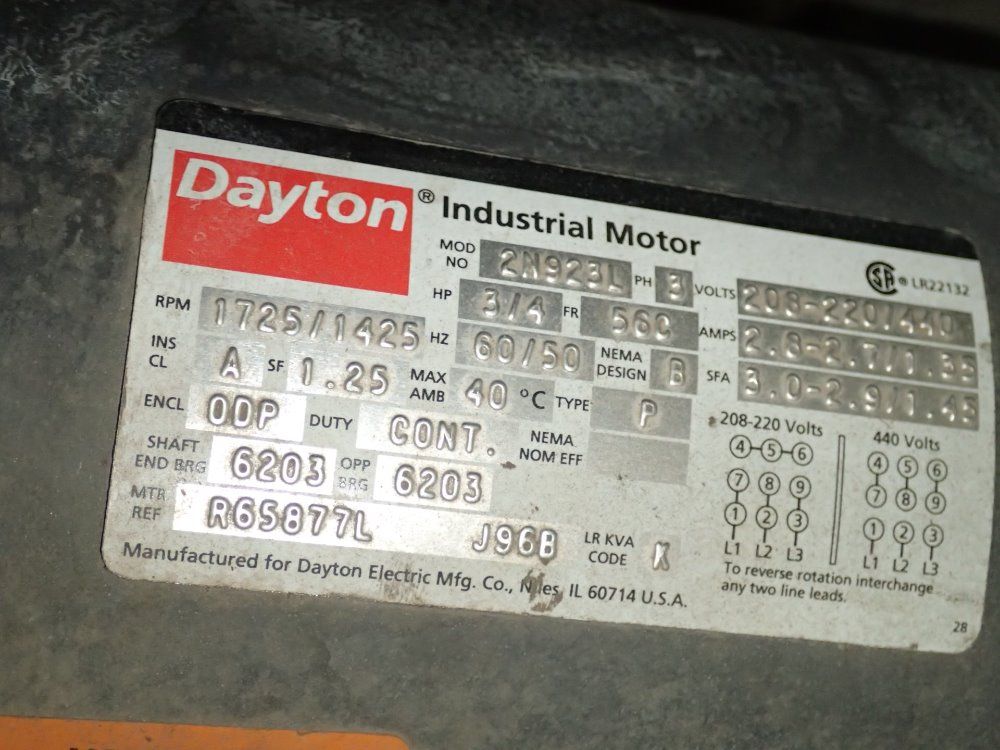 Dayton® Industrial Motor
MOD NO 2N923L PH 3 VOLTS 208-220/440
® LR22132
HP 3/4 FR 56C AMPS 2.8-2.7/1.35
RPM 1725/1425 HZ 60/50 NEMA DESIGN B SFA 3.0-2.9/1.45
INS CL A SF 1.25 MAX AMB 40 °C TYPE P
ENCL ODP DUTY CONT. NEMA NOM EFF
SHAFT END BRG 6203 OPP BRG 6203
MTR REF R65877L J96B LR KVA CODE K
208-220 Volts
4-5-6
7 8 9
1 2 3
L1 L2 L3
440 Volts
4 5 6
7 8 9
1 2 3
L1 L2 L3
To reverse rotation interchange
any two line leads.
Manufactured for Dayton Electric Mfg. Co., Niles, IL 60714 U.S.A.
28